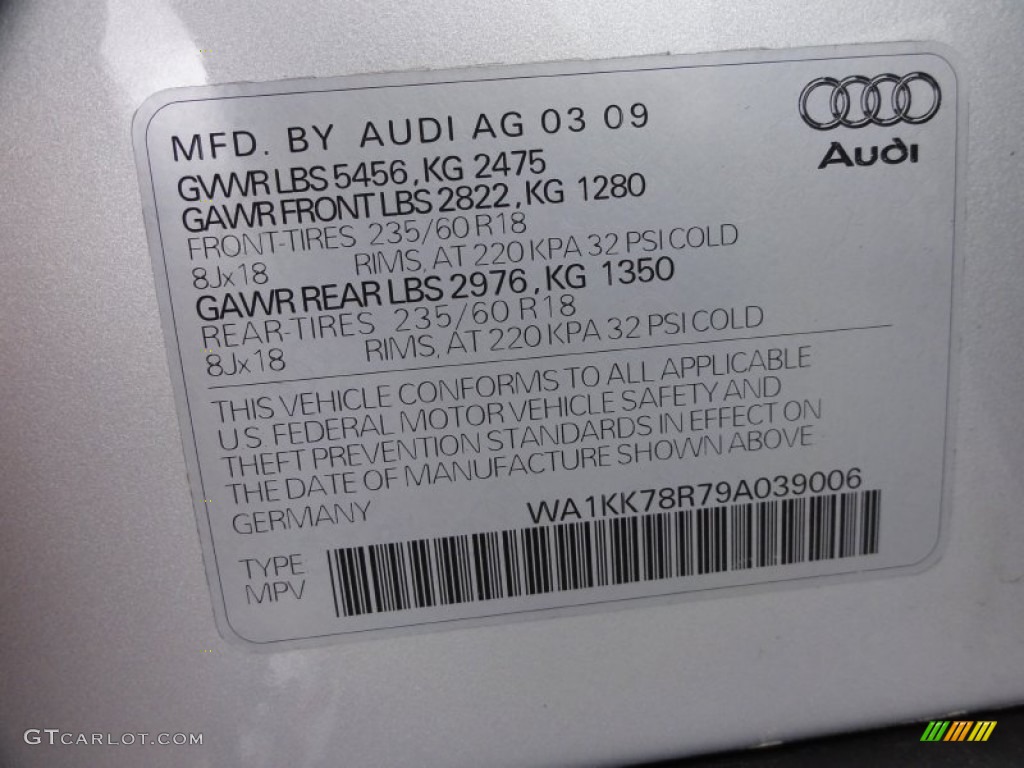 MFD. BY AUDI AG 03 09
Audi
GVWR LBS 5456, KG 2475
GAWR FRONT LBS 2822, KG 1280
FRONT-TIRES 235/60 R18
8Jx18 RIMS, AT 220 KPA 32 PSI COLD
GAWR REAR LBS 2976, KG 1350
REAR-TIRES 235/60 R18
8Jx18 RIMS, AT 220 KPA 32 PSI COLD
THIS VEHICLE CONFORMS TO ALL APPLICABLE
U.S. FEDERAL MOTOR VEHICLE SAFETY AND
THEFT PREVENTION STANDARDS IN EFFECT ON
THE DATE OF MANUFACTURE SHOWN ABOVE
GERMANY WA1KK78R79A039006
TYPE
MPV
GTCARLOT.COM